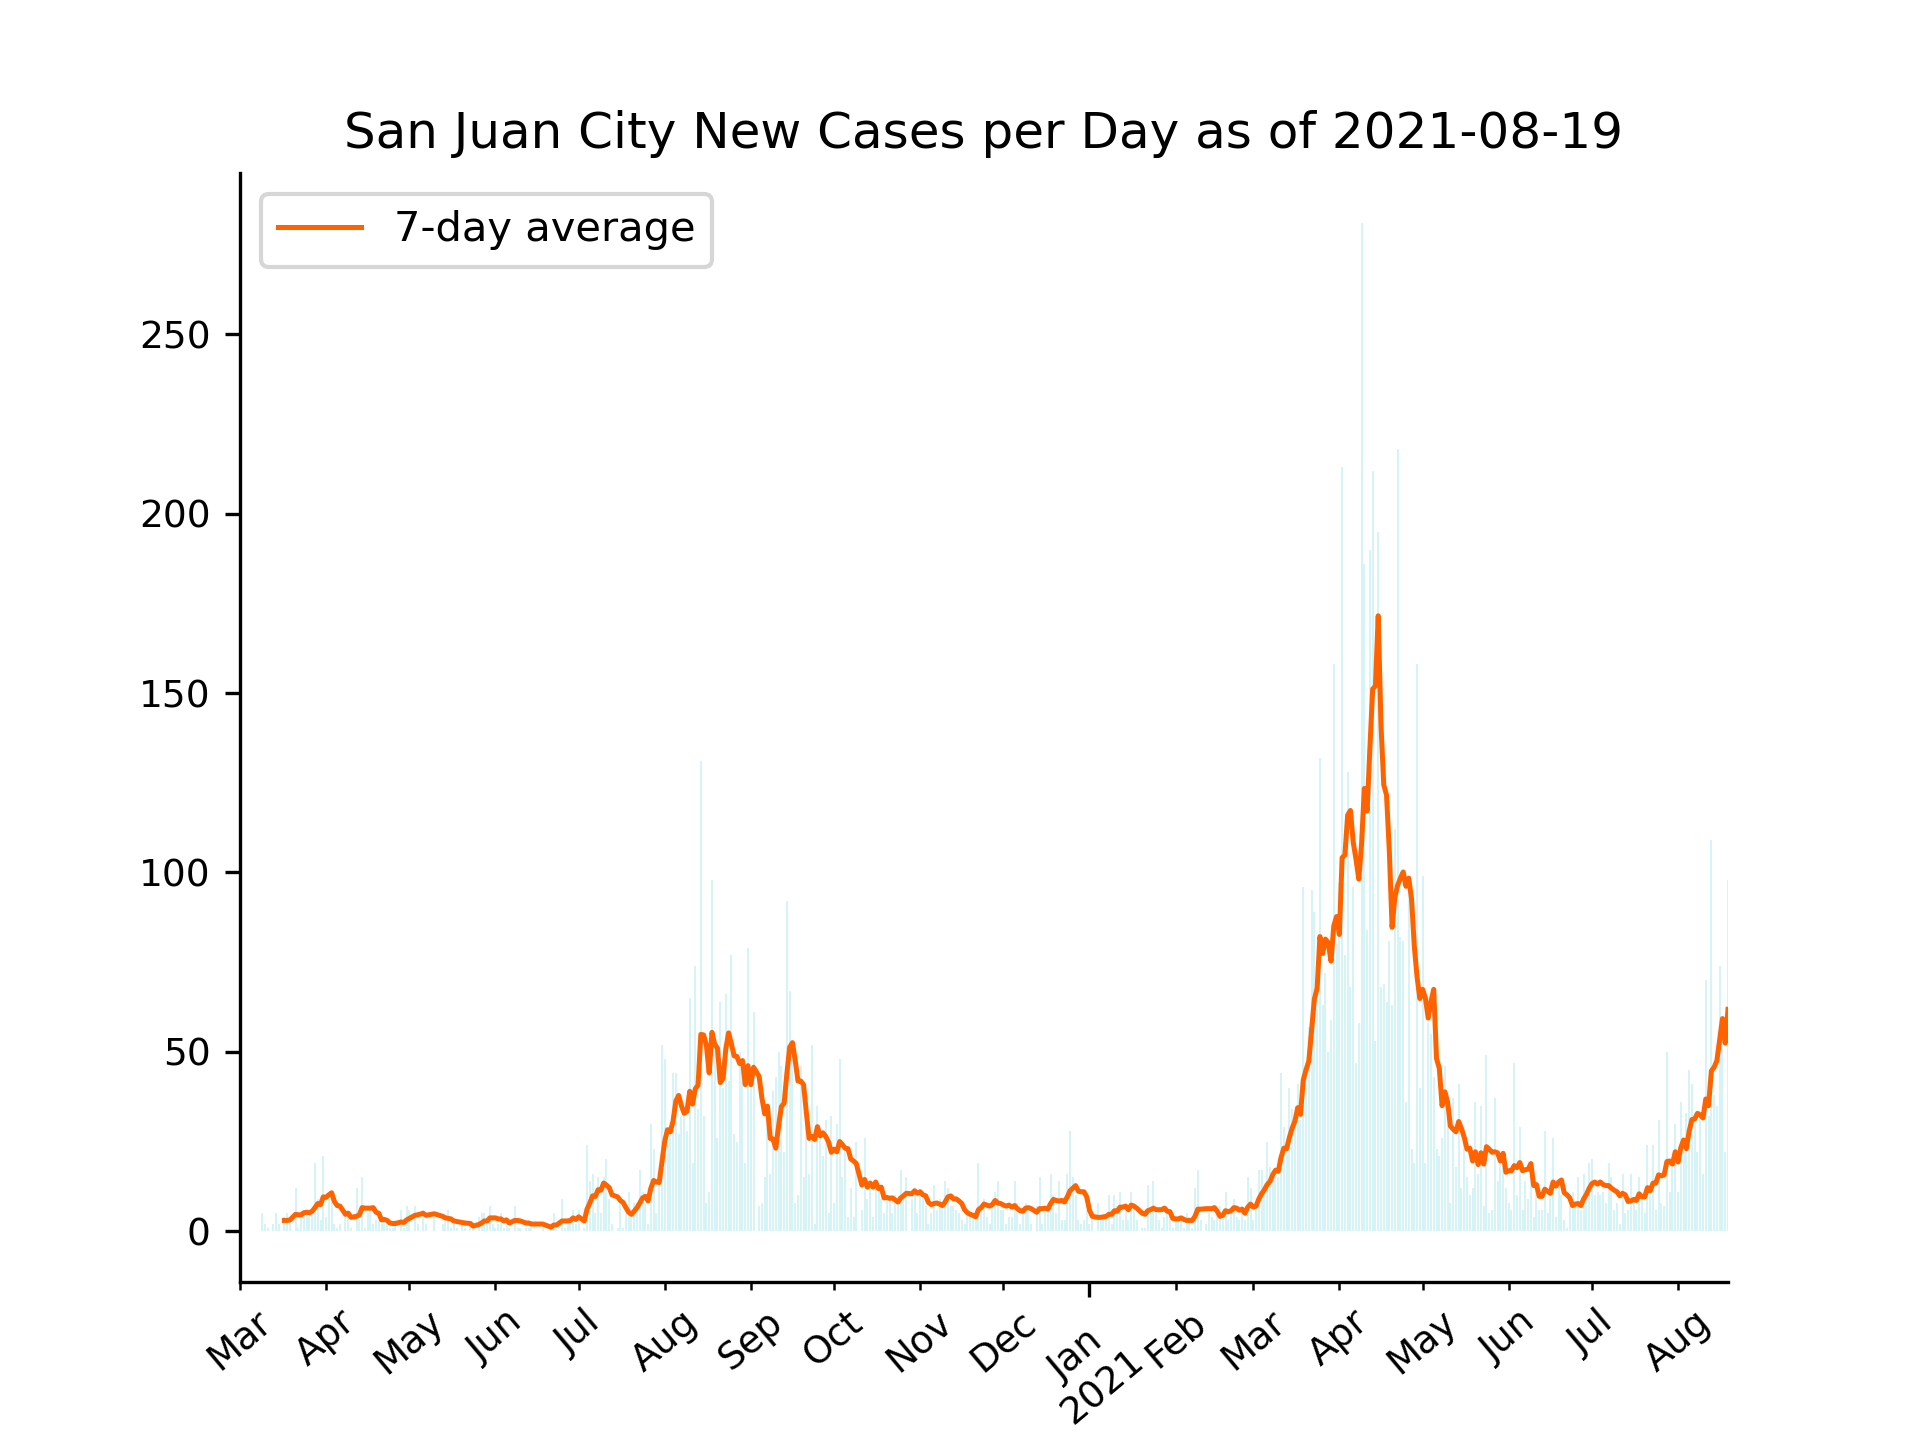 San Juan City New Cases per Day as of 2021-08-19
7-day average
250
200
150
100
50
0
Mar Apr May Jun Jul Aug Sep Oct Nov Dec Jan Feb Mar Apr May Jun Jul Aug
2021